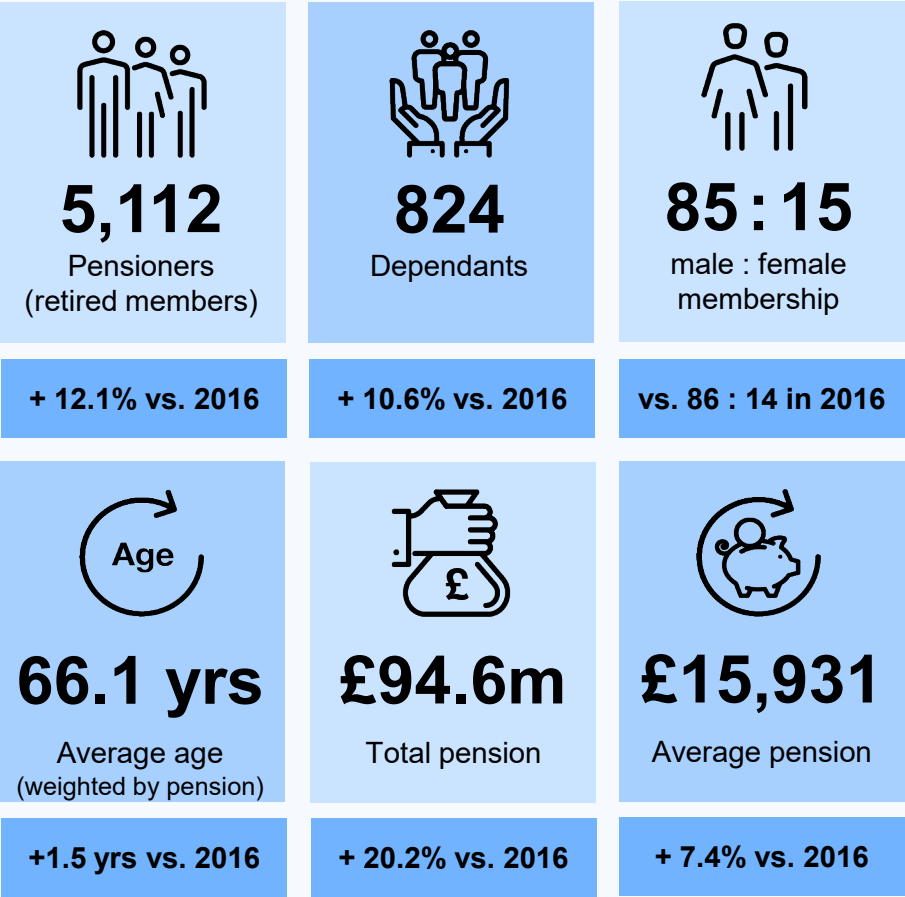 5,112
Pensioners
(retired members)
+ 12.1% vs. 2016
824
Dependants
+ 10.6% vs. 2016
85 : 15
male : female
membership
vs. 86 : 14 in 2016
Age
66.1 yrs
Average age
(weighted by pension)
+1.5 yrs vs. 2016
£
£94.6m
Total pension
+ 20.2% vs. 2016
£15,931
Average pension
+ 7.4% vs. 2016